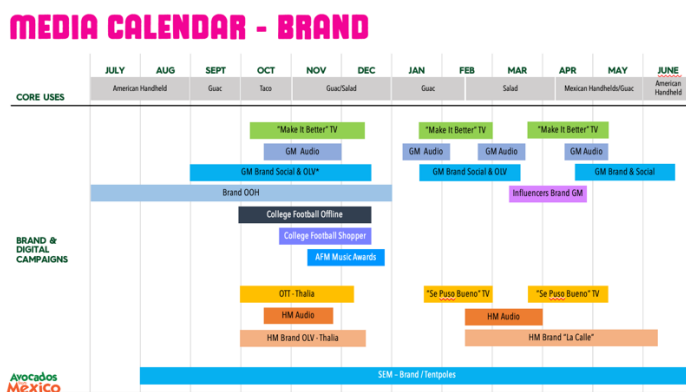 MEDIA CALENDAR - BRAND
JULY AUG SEPT OCT NOV DEC JAN FEB MAR APR MAY JUNE
CORE USES
American Handheld Guac Taco Guac/Salad Guac Salad Mexican Handhelds/Guac American Handheld
"Make It Better" TV "Make It Better" TV "Make It Better" TV
GM Audio GM Audio GM Audio GM Audio
GM Brand Social & OLV* GM Brand Social & OLV GM Brand & Social
Brand OOH Influencers Brand GM
College Football Offline
BRAND &
DIGITAL
CAMPAIGNS
College Football Shopper
AFM Music Awards
OTT - Thalia "Se Puso Bueno" TV "Se Puso Bueno" TV
HM Audio HM Audio
HM Brand OLV - Thalia HM Brand "La Calle"
SEM – Brand / Tentpoles
Avocados
México